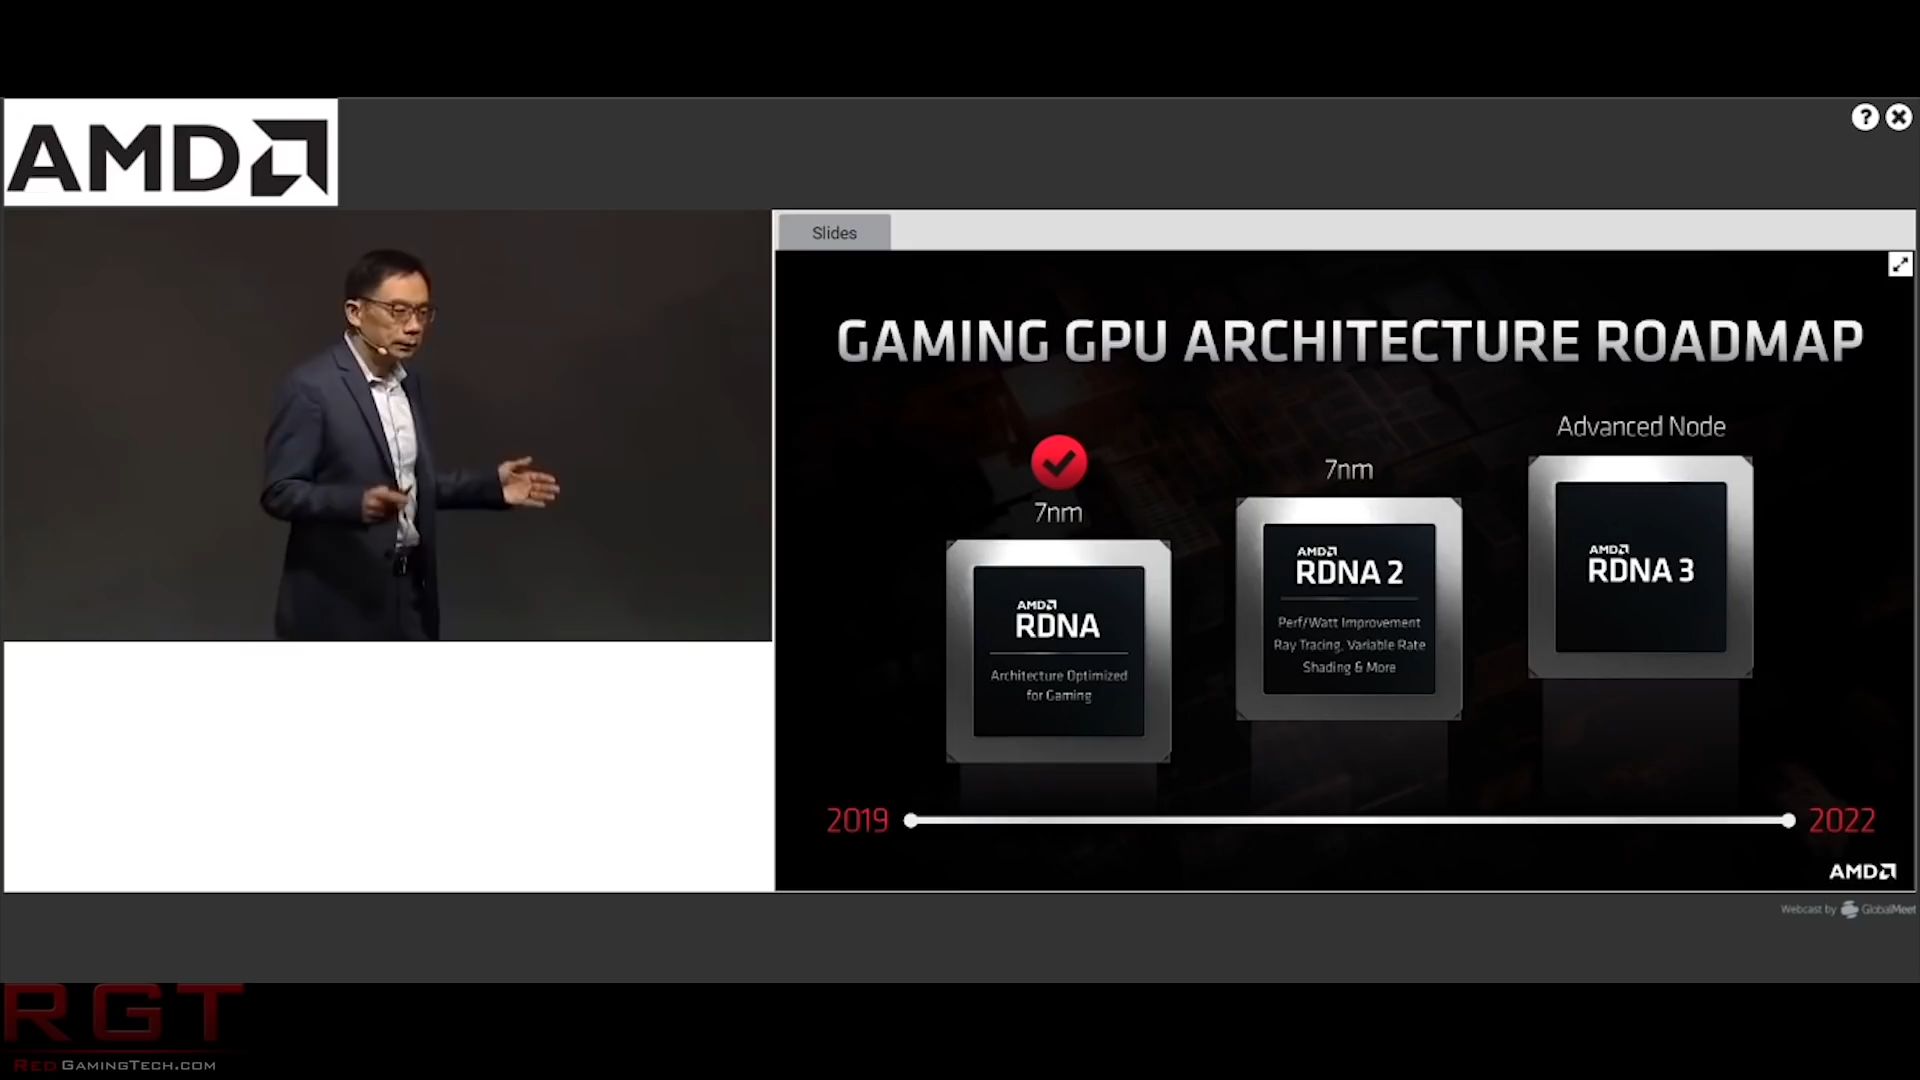 AMD
?
Slides
GAMING GPU ARCHITECTURE ROADMAP
Advanced Node
7nm
7nm
AMD
RDNA
Architecture Optimized
for Gaming
AMD
RDNA 2
Perf/Watt Improvement
Ray Tracing, Variable Rate
Shading & More
AMD
RDNA 3
2019
2022
AMD
Webcast by GlobalMeet
RGT
REDGAMINGTECH.COM